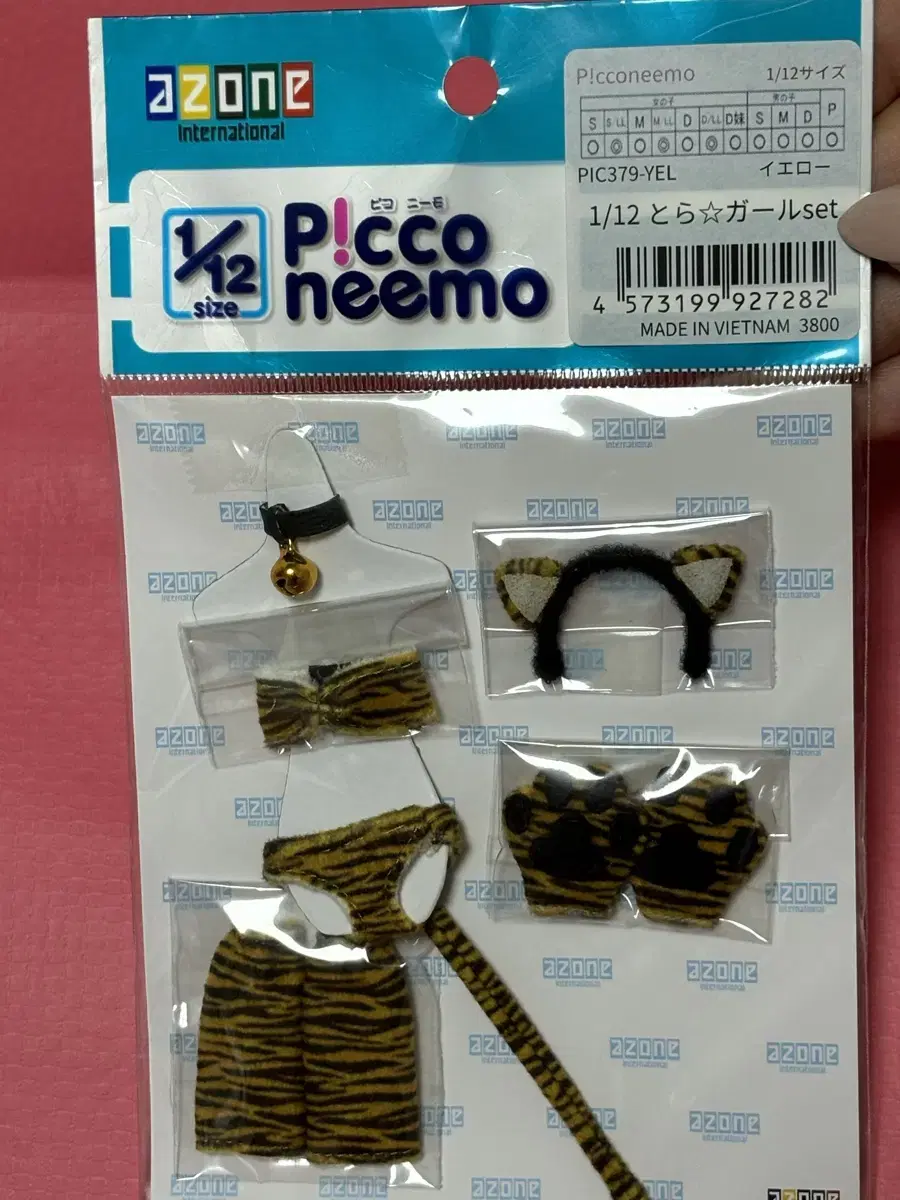 azone
international
P!cconeemo 1/12サイズ
女の子 男の子
S S/LL M M/LL D D/LL D妹 S M D P
○ ◎ ○ ◎ ○ ◎ ○ ○ ○ ○ ○
PIC379-YEL イエロー
1/12 とら☆ガールset
4 573199 927282
MADE IN VIETNAM 3800
1/12
size
ピコ ニーモ
P!cco
neemo
azone
international